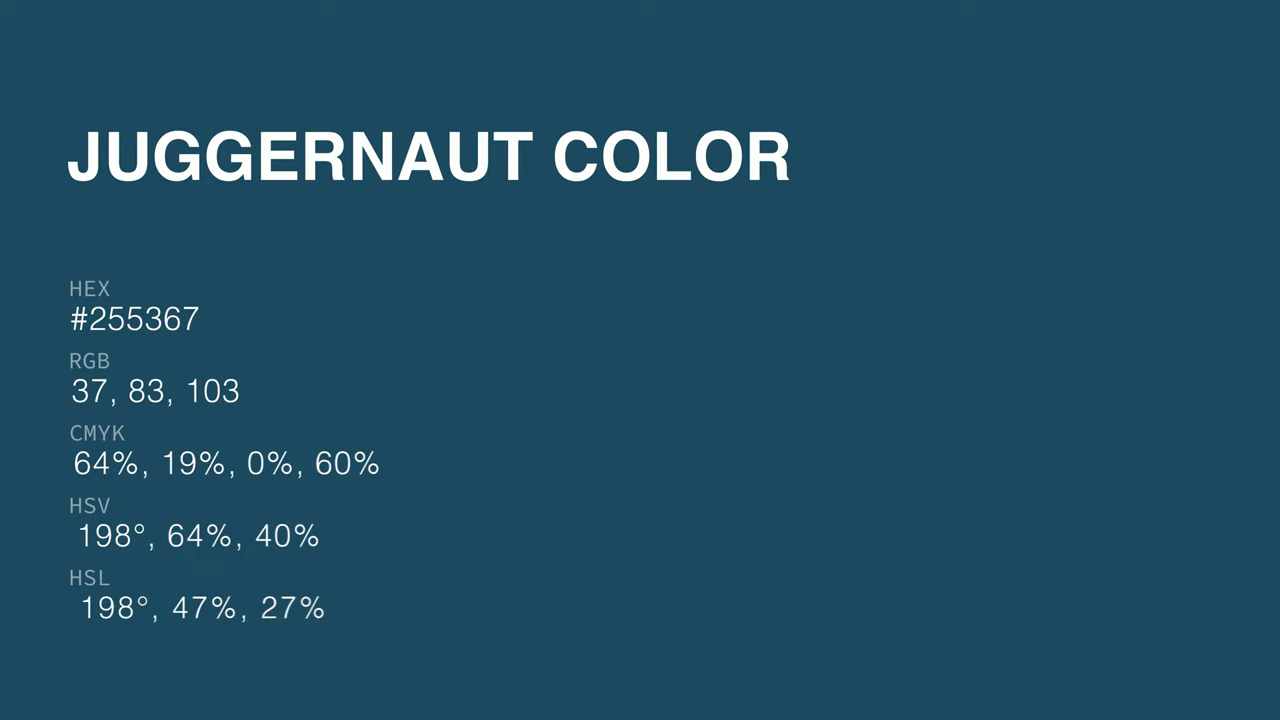 JUGGERNAUT COLOR
HEX
#255367
RGB
37, 83, 103
CMYK
64%, 19%, 0%, 60%
HSV
198°, 64%, 40%
HSL
198°, 47%, 27%